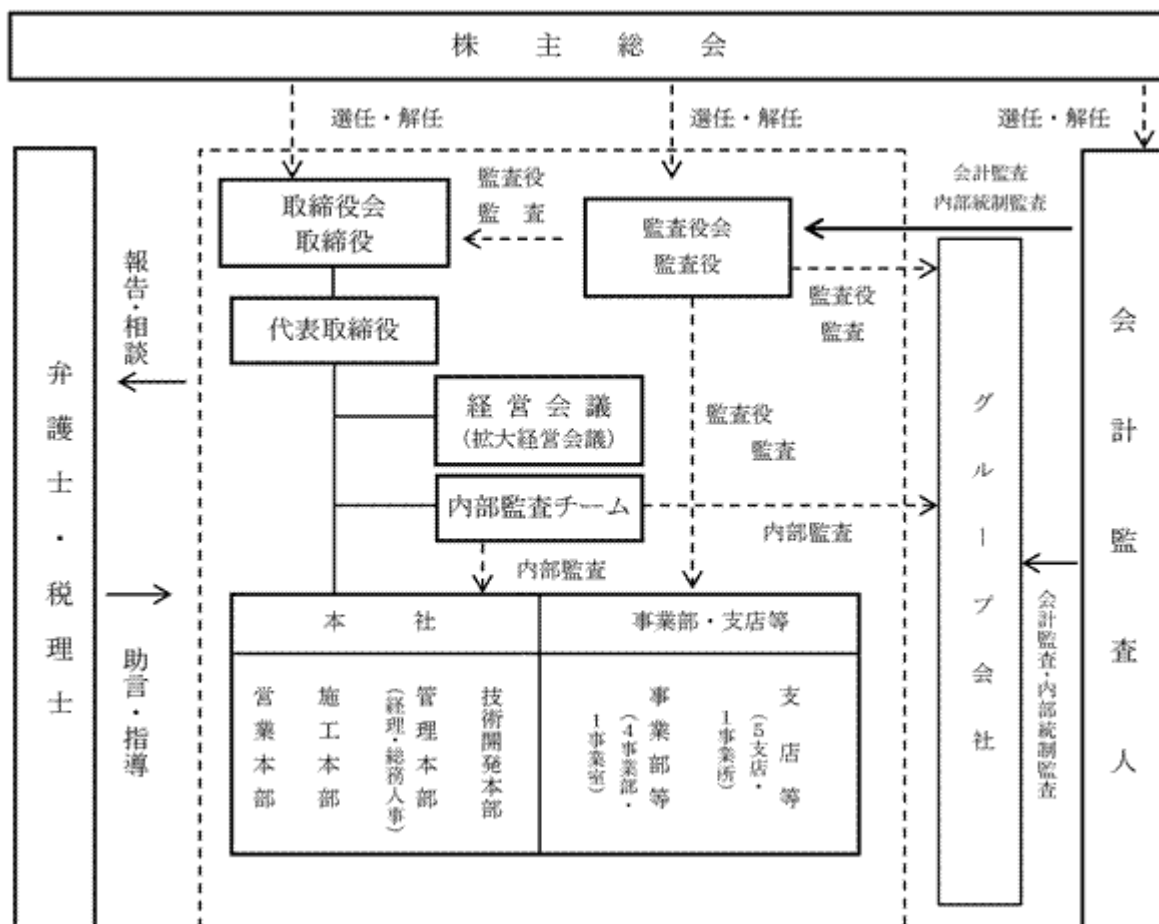 株主総会
選任・解任
選任・解任
選任・解任
取締役会
取締役
監査役
監査
監査役会
監査役
会計監査
内部統制監査
監査役
監査
代表取締役
報告・相談
弁護士・税理士
助言・指導
経営会議
(拡大経営会議)
監査役
監査
内部監査チーム
内部監査
内部監査
グループ会社
会計監査人
会計監査・内部統制監査
本社
事業部・支店等
営業本部
施工本部
管理本部
(経理・総務人事)
技術開発本部
事業部等
(4事業部・
1事業室)
支店等
(5支店・
1事業所)